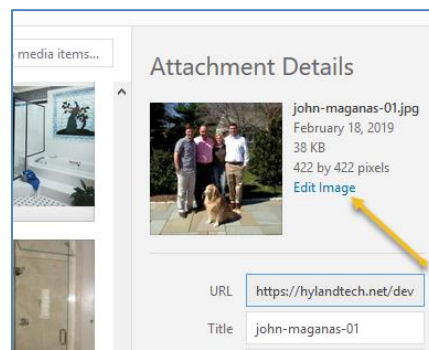 media items...
Attachment Details
john-maganas-01.jpg
February 18, 2019
38 KB
422 by 422 pixels
Edit Image
URL https://hylandtech.net/dev
Title john-maganas-01